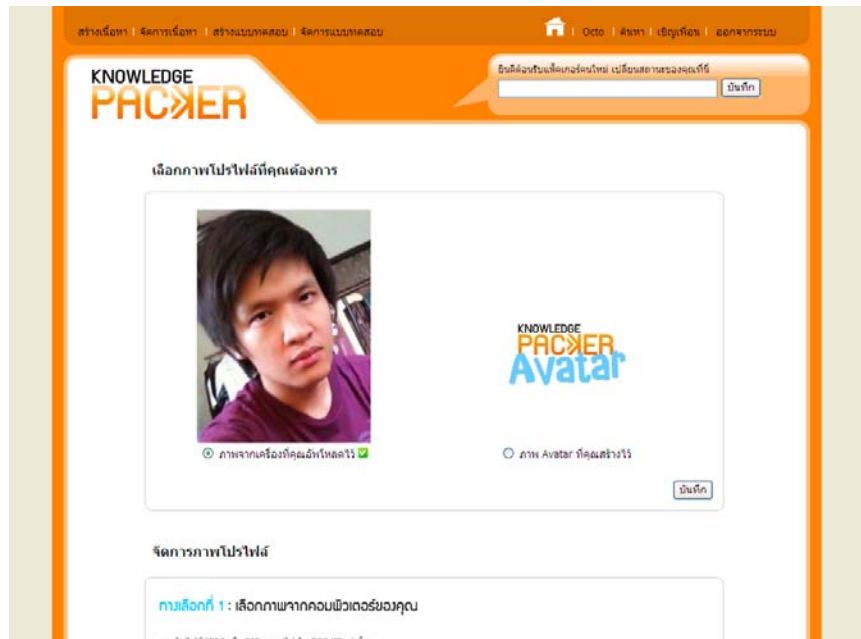 สร้างเนื้อหา | จัดการเนื้อหา | สร้างแบบทดสอบ | จัดการแบบทดสอบ
| Octo | ค้นหา | เชิญเพื่อน | ออกจากระบบ
KNOWLEDGE
PACKER
ยินดีต้อนรับแพ็คเกอร์คนใหม่ เปลี่ยนสถานะของคุณที่นี่
บันทึก
เลือกภาพโปรไฟล์ที่คุณต้องการ
KNOWLEDGE
PACKER
Avatar
ภาพจากเครื่องที่คุณอัพโหลดไว้
ภาพ Avatar ที่คุณสร้างไว้
บันทึก
จัดการภาพโปรไฟล์
ทางเลือกที่ 1 : เลือกภาพจากคอมพิวเตอร์ของคุณ